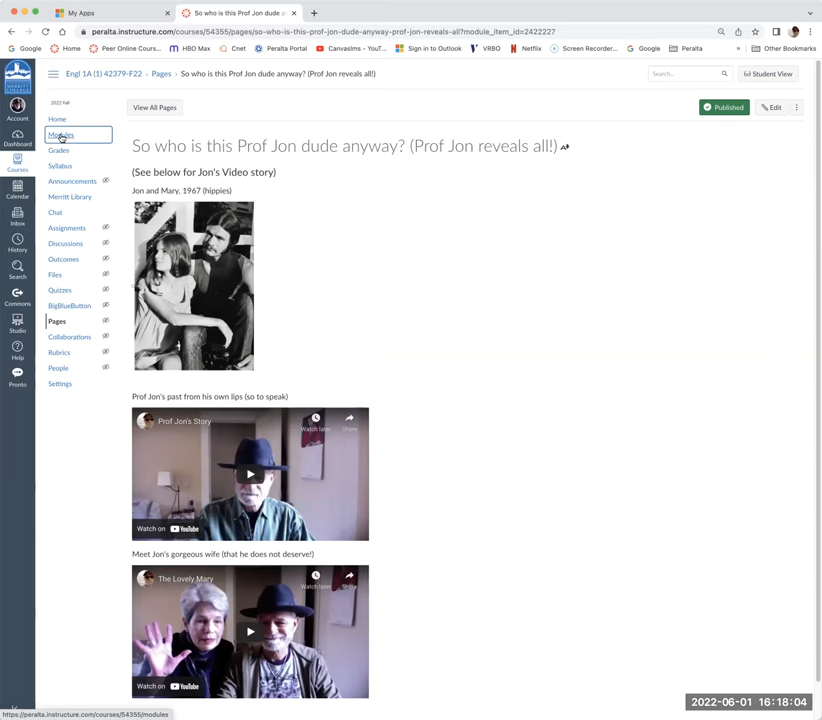 My Apps
So who is this Prof Jon dude a
peralta.instructure.com/courses/54355/pages/so-who-is-this-prof-jon-dude-anyway-prof-jon-reveals-all?module_item_id=2422227
Google
Home
Peer Online Cours...
HBO Max
Cnet
Peralta Portal
Canvaslms - YouT...
Sign in to Outlook
VRBO
Netflix
Screen Recorder...
Google
Peralta
»
Other Bookmarks
Engl 1A (1) 42379-F22 › Pages › So who is this Prof Jon dude anyway? (Prof Jon reveals all!)
Search...
Student View
MERRITT COLLEGE
Account
Dashboard
Courses
Calendar
Inbox
History
Search
Commons
Studio
Help
Pronto
2022 Fall
Home
Modules
Grades
Syllabus
Announcements
Merritt Library
Chat
Assignments
Discussions
Outcomes
Files
Quizzes
BigBlueButton
Pages
Collaborations
Rubrics
People
Settings
View All Pages
Published
Edit
So who is this Prof Jon dude anyway? (Prof Jon reveals all!)
(See below for Jon's Video story)
Jon and Mary, 1967 (hippies)
Prof Jon's past from his own lips (so to speak)
Prof Jon's Story
Watch later
Share
Watch on YouTube
Meet Jon's gorgeous wife (that he does not deserve!)
The Lovely Mary
Watch later
Share
Watch on YouTube
2022-06-01 16:18:04
https://peralta.instructure.com/courses/54355/modules